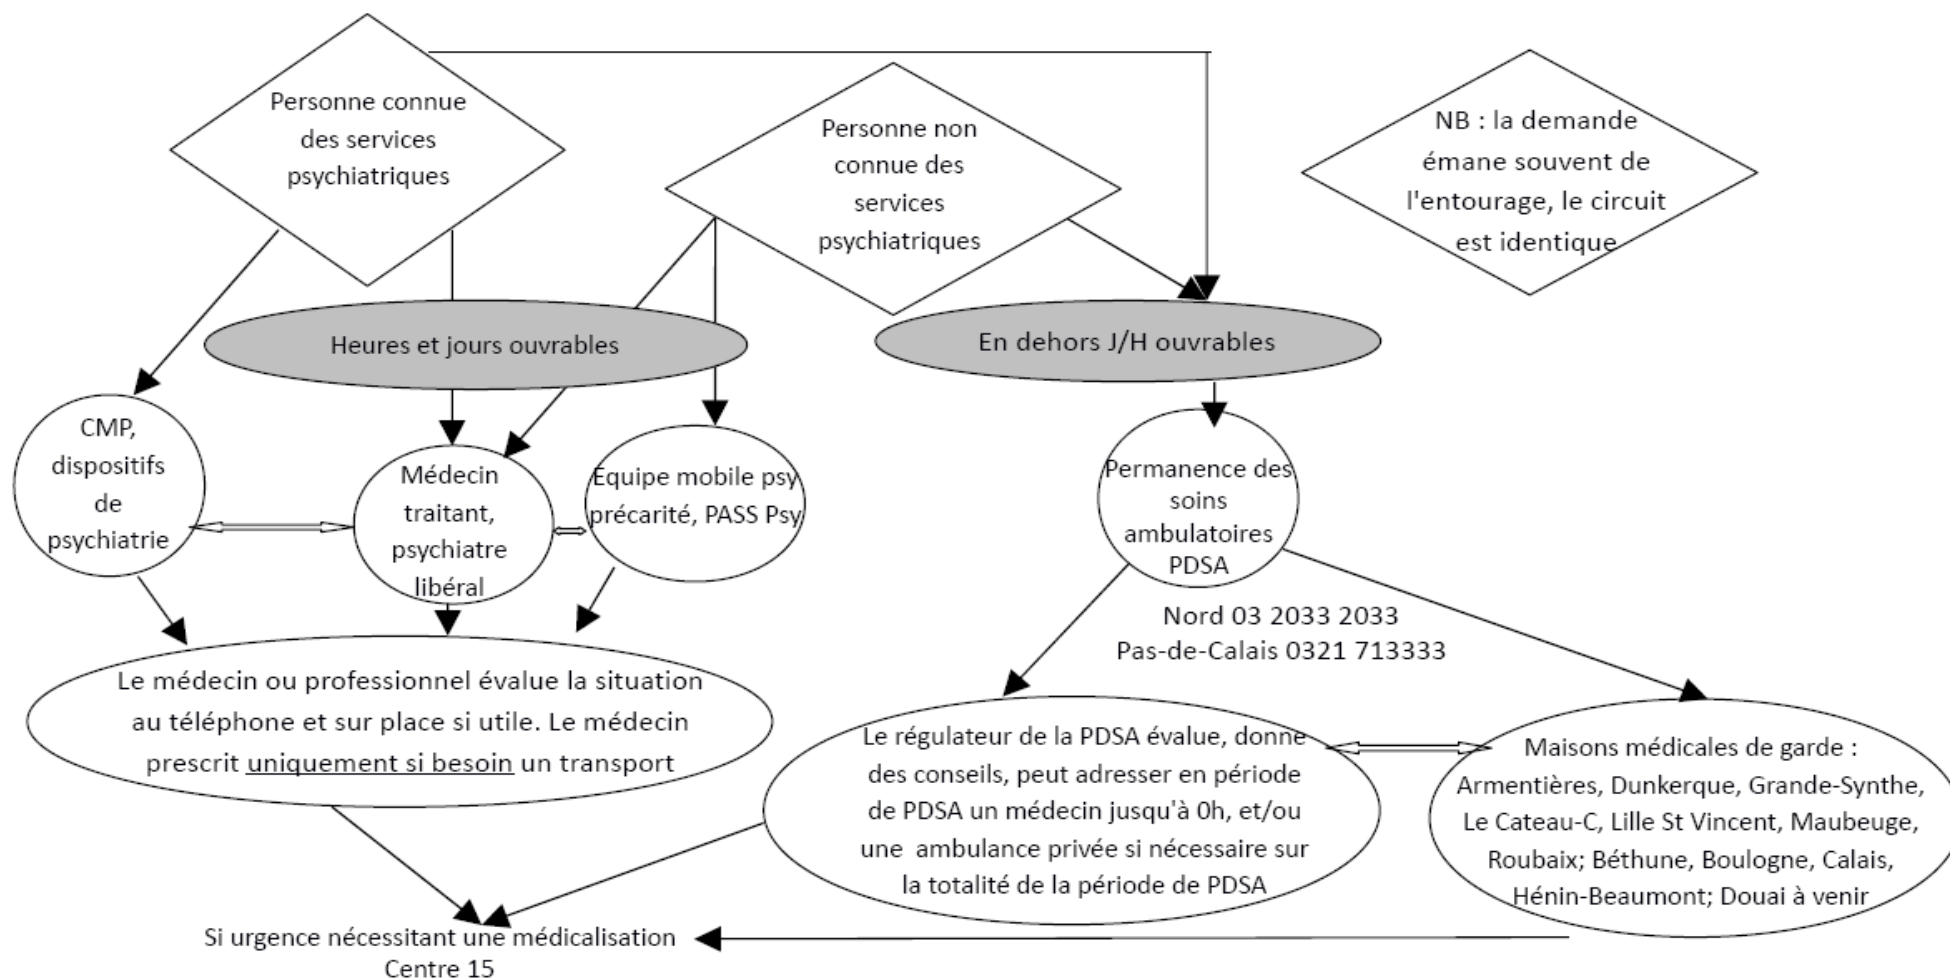 Personne connue
des services
psychiatriques
Personne non
connue des
services
psychiatriques
NB : la demande
émane souvent de
l'entourage, le circuit
est identique
Heures et jours ouvrables
En dehors J/H ouvrables
CMP,
dispositifs
de
psychiatrie
Médecin
traitant,
psychiatre
libéral
Equipe mobile psy
précarité, PASS Psy
Permanence des
soins
ambulatoires
PDSA
Nord 03 2033 2033
Pas-de-Calais 0321 713333
Le médecin ou professionnel évalue la situation
au téléphone et sur place si utile. Le médecin
prescrit uniquement si besoin un transport
Le régulateur de la PDSA évalue, donne
des conseils, peut adresser en période
de PDSA un médecin jusqu'à 0h, et/ou
une ambulance privée si nécessaire sur
la totalité de la période de PDSA
Maisons médicales de garde :
Armentières, Dunkerque, Grande-Synthe,
Le Cateau-C, Lille St Vincent, Maubeuge,
Roubaix; Béthune, Boulogne, Calais,
Hénin-Beaumont; Douai à venir
Si urgence nécessitant une médicalisation
Centre 15